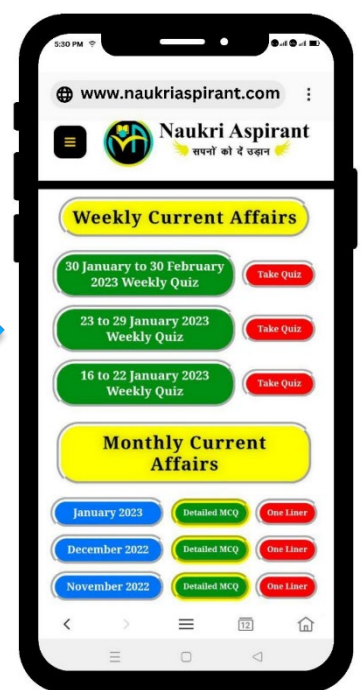 5:30 PM
www.naukriaspirant.com
Naukri Aspirant
सपनों को दें उड़ान
Weekly Current Affairs
30 January to 30 February
2023 Weekly Quiz
Take Quiz
23 to 29 January 2023
Weekly Quiz
Take Quiz
16 to 22 January 2023
Weekly Quiz
Take Quiz
Monthly Current
Affairs
January 2023 Detailed MCQ One Liner
December 2022 Detailed MCQ One Liner
November 2022 Detailed MCQ One Liner
12